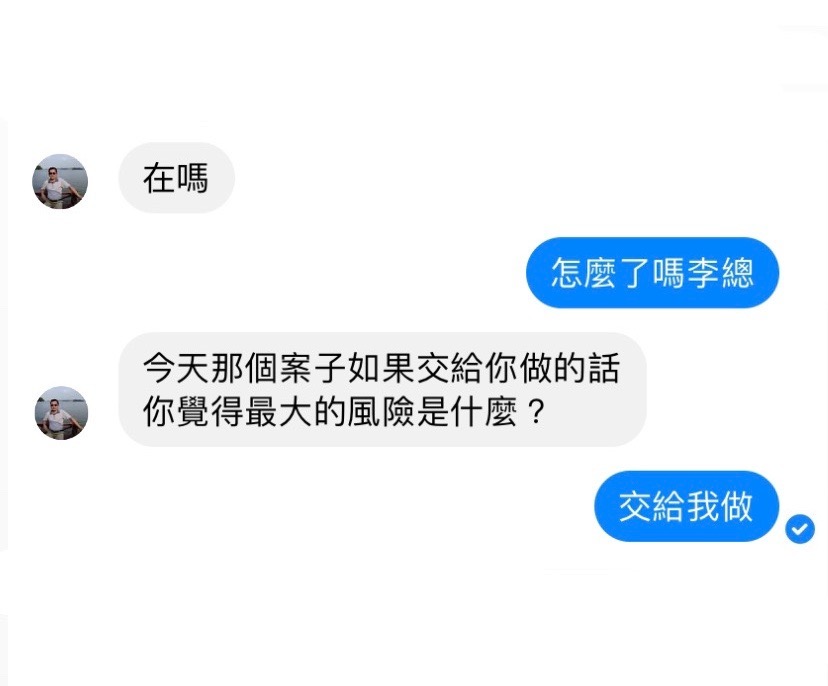 在嗎
怎麼了嗎李總
今天那個案子如果交給你做的話
你覺得最大的風險是什麼？
交給我做